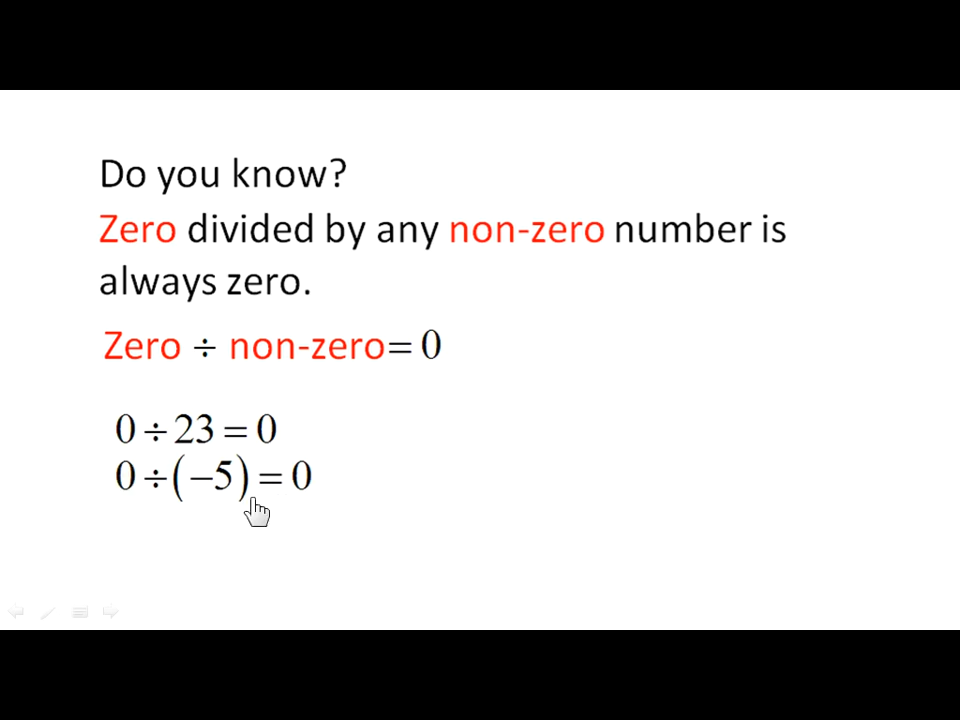 Do you know?
Zero divided by any non-zero number is
always zero.
Zero ÷ non-zero= 0
0 ÷ 23 = 0
0 ÷ (−5) = 0